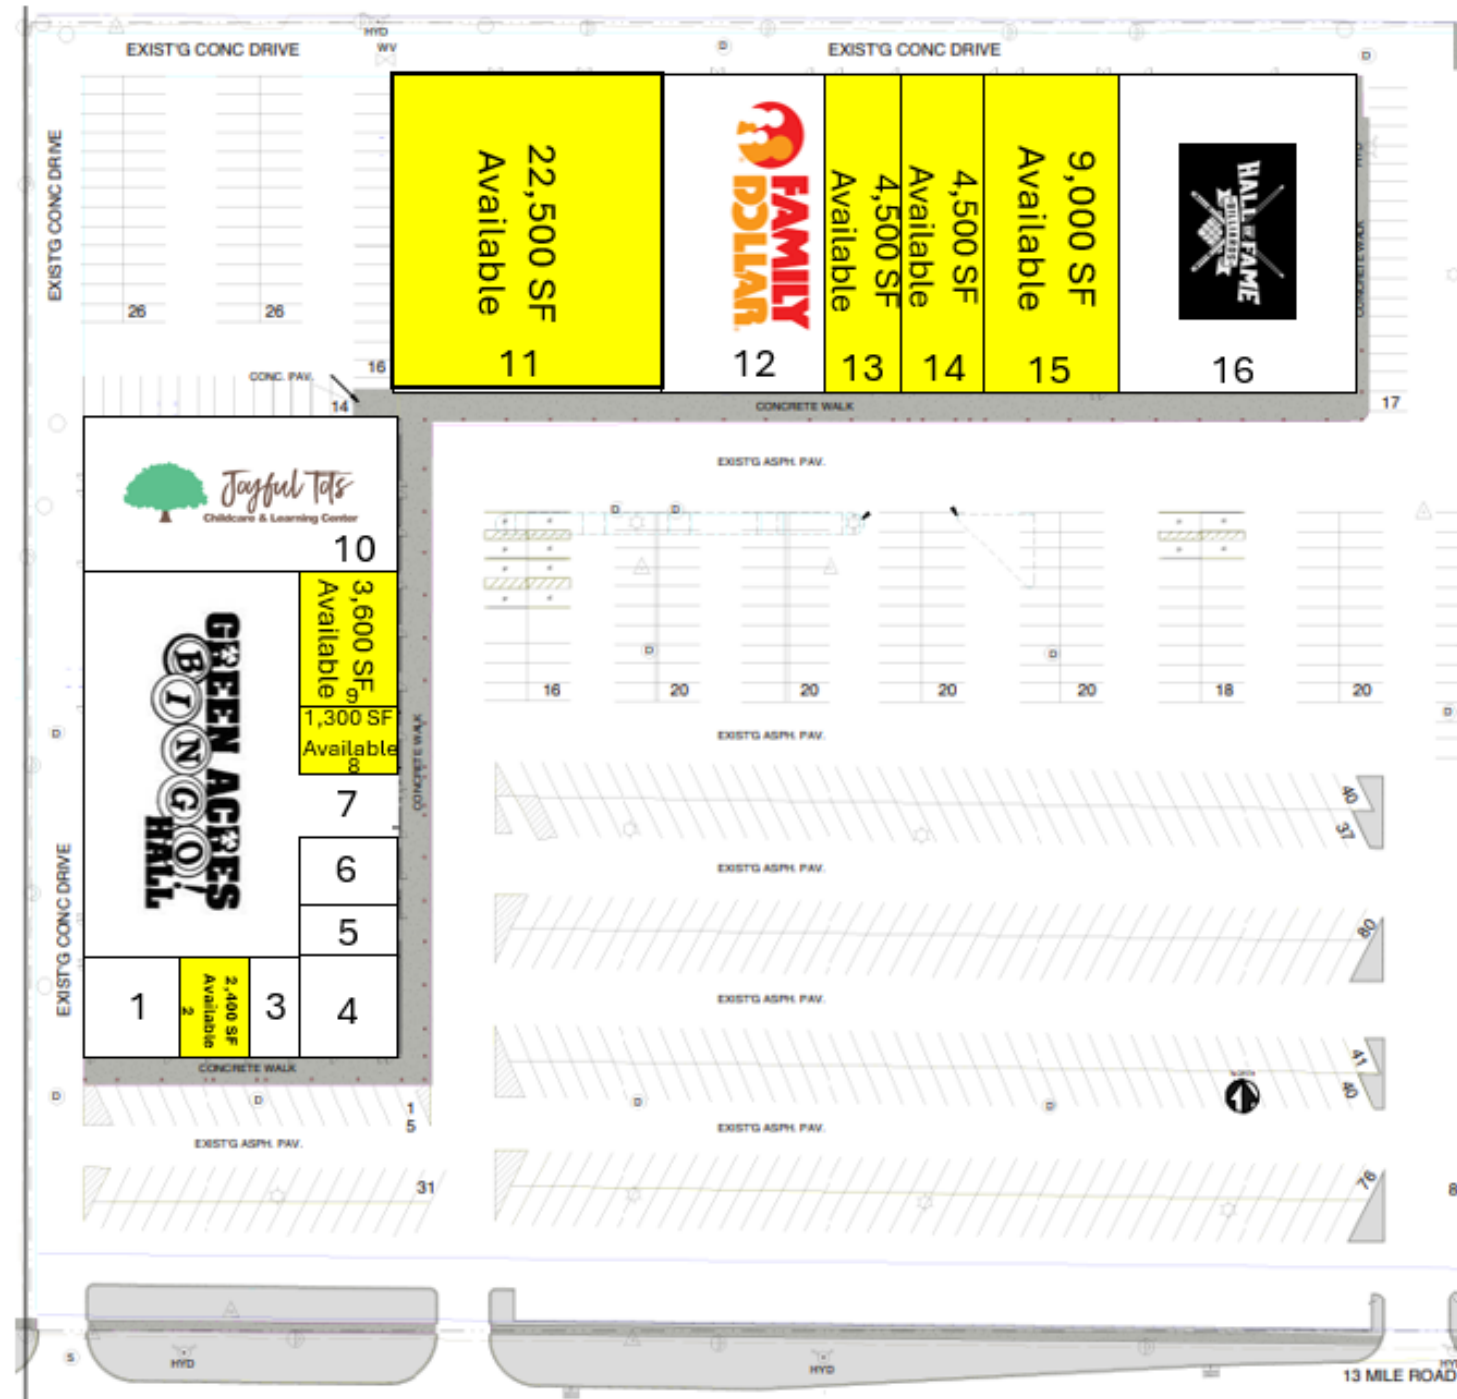 HYD
WV
EXIST'G CONC DRIVE
EXIST'G CONC DRIVE
D
D
EXIST'G CONC DRIVE
22,500 SF
Available
11
FAMILY
DOLLAR
12
4,500 SF
Available
13
4,500 SF
Available
14
9,000 SF
Available
15
HALL OF FAME
BILLIARDS
16
CONCRETE WALK
26
26
16
CONC. PAV.
14
CONCRETE WALK
17
EXIST'G ASPH. PAV.
Joyful Tots
Childcare & Learning Center
10
3,600 SF
Available
9
1,300 SF
Available
8
GREEN ACRES
BINGO!
HALL
7
6
5
1
2,400 SF
Available
2
3
4
CONCRETE WALK
CONCRETE WALK
EXIST'G CONC DRIVE
D
D
D
D
D
D
16
20
20
20
20
18
20
EXIST'G ASPH. PAV.
40
37
EXIST'G ASPH. PAV.
80
EXIST'G ASPH. PAV.
41
40
NORTH
D
D
D
D
1
5
EXIST'G ASPH. PAV.
EXIST'G ASPH. PAV.
31
76
8
S
HYD
HYD
13 MILE ROAD